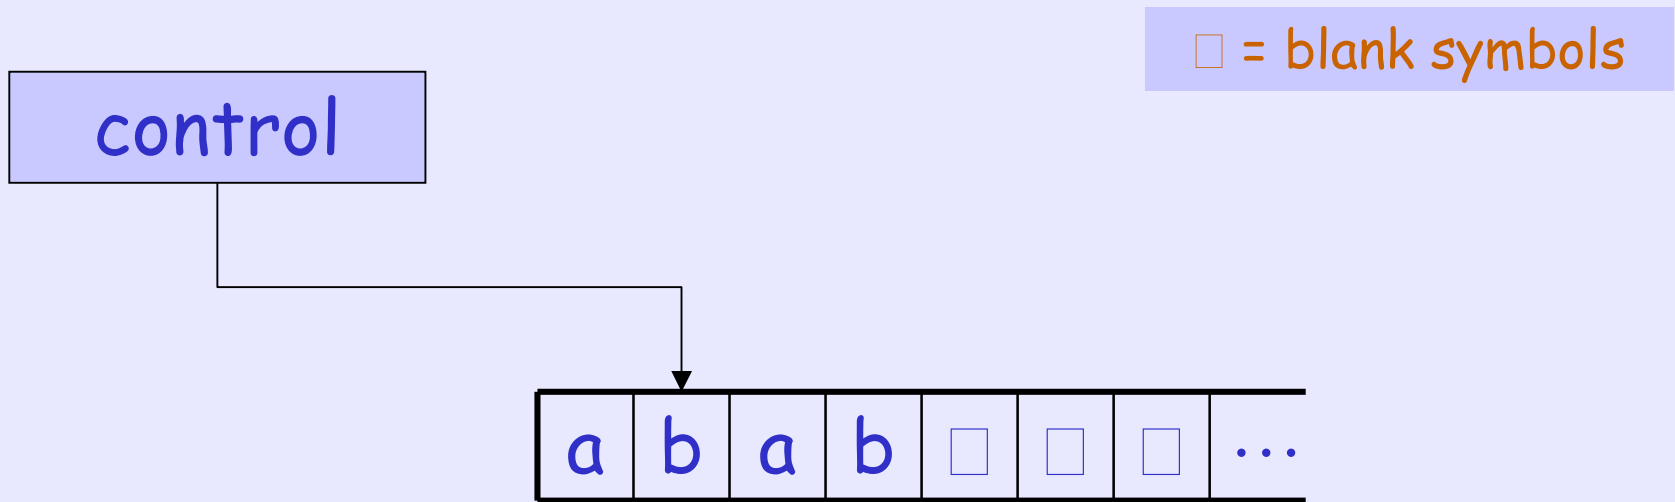 □ = blank symbols
control
a b a b □ □ □ ...